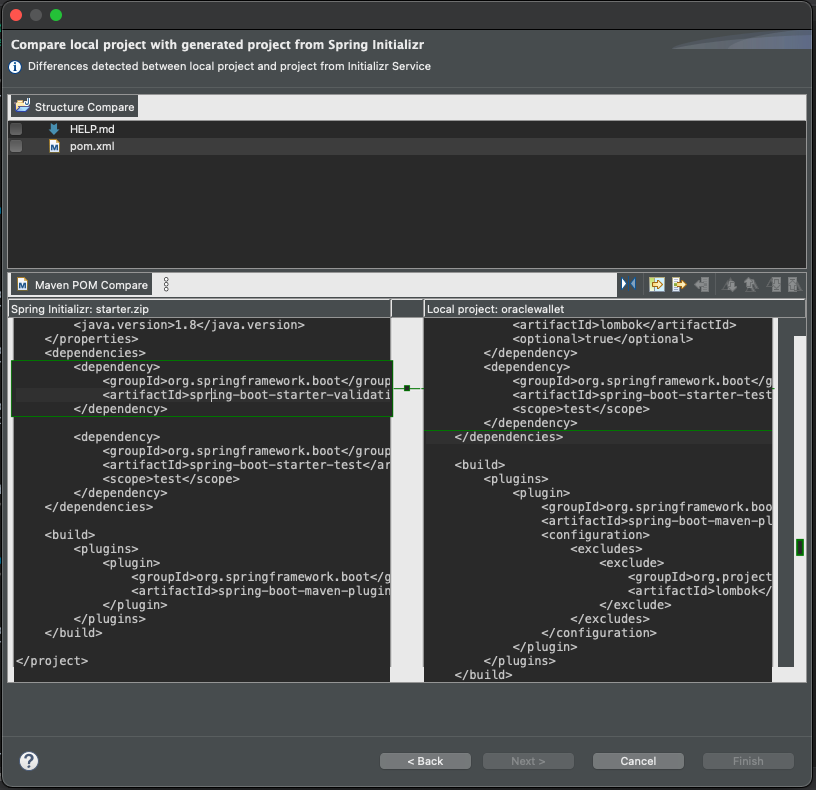 Compare local project with generated project from Spring Initializr
Differences detected between local project and project from Initializr Service
Structure Compare
HELP.md
pom.xml
Maven POM Compare
Spring Initializr: starter.zip
<java.version>1.8</java.version>
</properties>
<dependencies>
<dependency>
<groupId>org.springframework.boot</group
<artifactId>spring-boot-starter-validati
</dependency>
<dependency>
<groupId>org.springframework.boot</group
<artifactId>spring-boot-starter-test</ar
<scope>test</scope>
</dependency>
</dependencies>
<build>
<plugins>
<plugin>
<groupId>org.springframework.boot</g
<artifactId>spring-boot-maven-plugin
</plugin>
</plugins>
</build>
</project>
Local project: oraclewallet
<artifactId>lombok</artifactId>
<optional>true</optional>
</dependency>
<dependency>
<groupId>org.springframework.boot</g
<artifactId>spring-boot-starter-test
<scope>test</scope>
</dependency>
</dependencies>
<build>
<plugins>
<plugin>
<groupId>org.springframework.boo
<artifactId>spring-boot-maven-pl
<configuration>
<excludes>
<exclude>
<groupId>org.project
<artifactId>lombok</
</exclude>
</excludes>
</configuration>
</plugin>
</plugins>
</build>
?
< Back
Next >
Cancel
Finish